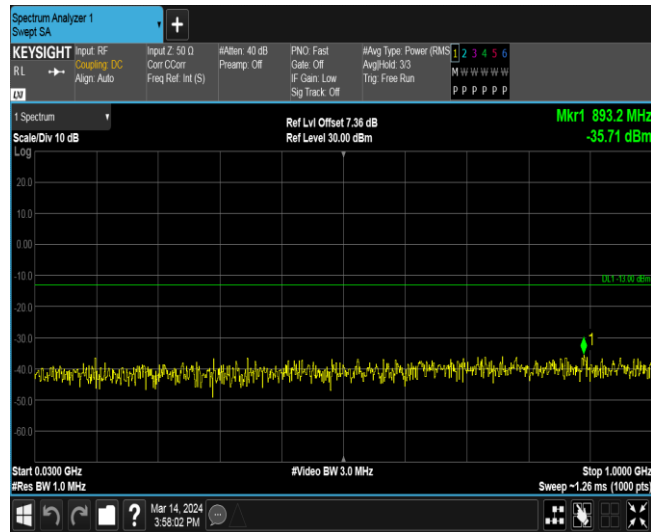 Spectrum Analyzer 1
Swept SA
+
KEYSIGHT
RL
LXI
Input: RF
Coupling: DC
Align: Auto
Input Z: 50 Ω
Corr CCorr
Freq Ref: Int (S)
#Atten: 40 dB
Preamp: Off
PNO: Fast
Gate: Off
IF Gain: Low
Sig Track: Off
#Avg Type: Power (RMS
Avg|Hold: 3/3
Trig: Free Run
1 2 3 4 5 6
M W W W W W
P P P P P P
1 Spectrum
Scale/Div 10 dB
Log
Ref Lvl Offset 7.36 dB
Ref Level 30.00 dBm
Mkr1 893.2 MHz
-35.71 dBm
20.0
10.0
0.00
-10.0
DL1 -13.00 dBm
-20.0
-30.0
1
-40.0
-50.0
-60.0
Start 0.0300 GHz
#Res BW 1.0 MHz
#Video BW 3.0 MHz
Stop 1.0000 GHz
Sweep ~1.26 ms (1000 pts)
?
Mar 14, 2024
3:58:02 PM